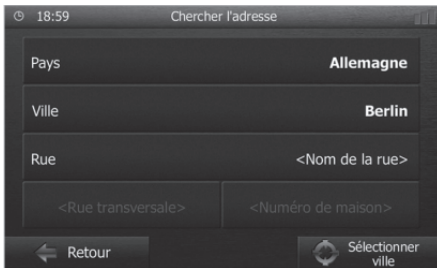 18:59 Chercher l'adresse
Pays Allemagne
Ville Berlin
Rue <Nom de la rue>
<Rue transversale> <Numéro de maison>
Retour Sélectionner
ville